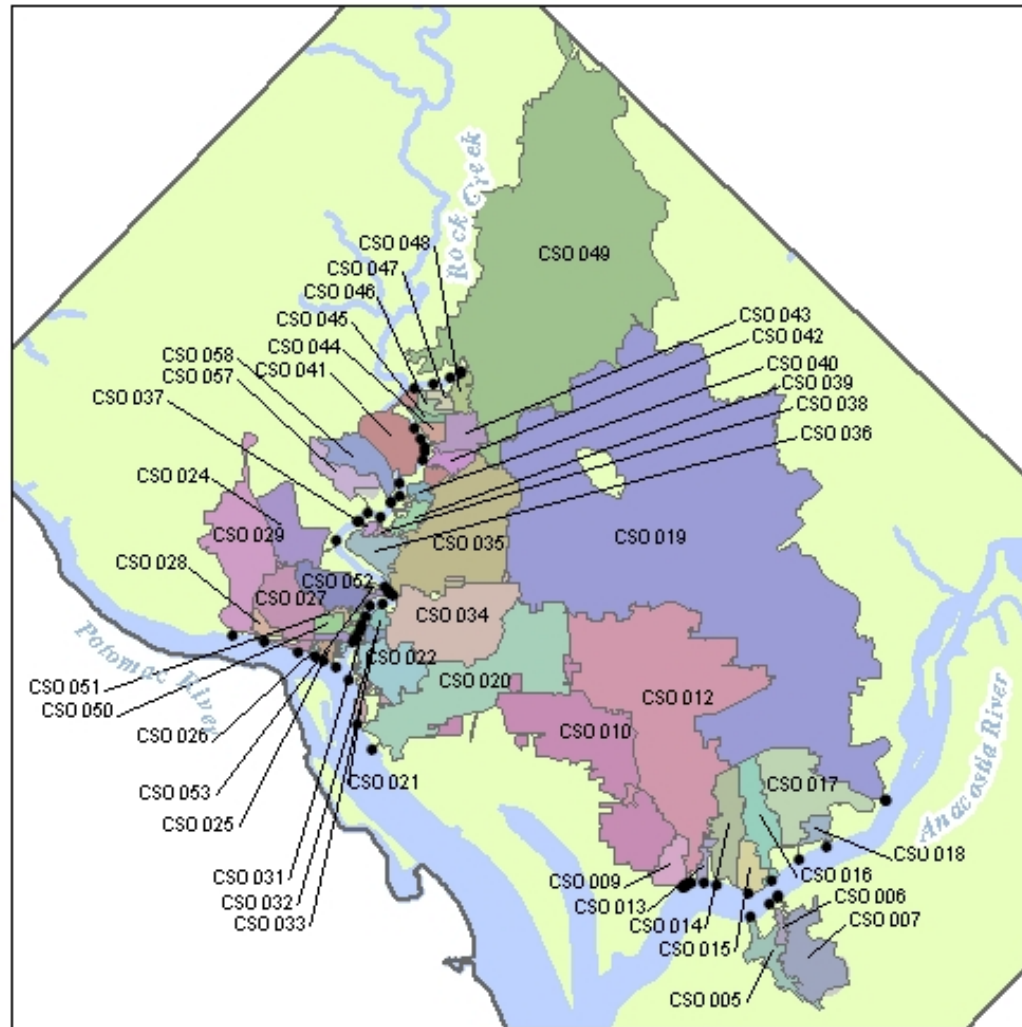 Rock Creek
CSO 048
CSO 047
CSO 046
CSO 045
CSO 044
CSO 041
CSO 058
CSO 057
CSO 037
CSO 024
CSO 049
CSO 043
CSO 042
CSO 040
CSO 039
CSO 038
CSO 036
CSO 029
CSO 035
CSO 019
CSO 028
CSO 052
CSO 027
CSO 034
CSO 022
CSO 020
CSO 012
CSO 010
Potomac River
CSO 051
CSO 050
CSO 026
CSO 053
CSO 025
CSO 021
CSO 031
CSO 032
CSO 033
CSO 017
Anacostia River
CSO 018
CSO 016
CSO 009
CSO 013
CSO 014
CSO 015
CSO 006
CSO 007
CSO 005